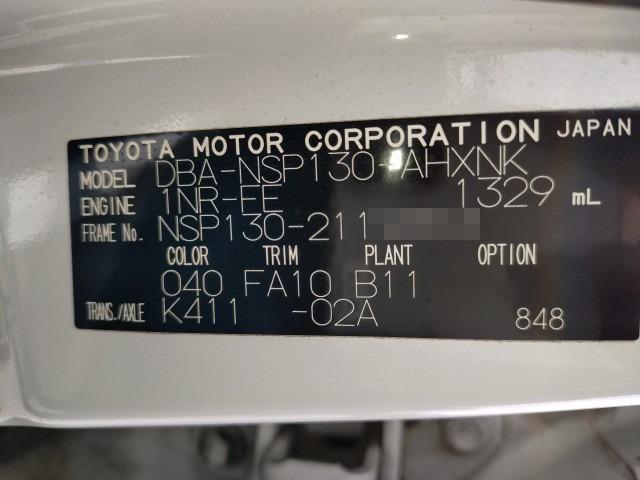 TOYOTA MOTOR CORPORATION JAPAN
MODEL DBA-NSP130-AHXNK
ENGINE 1NR-FE 1329 mL
FRAME No. NSP130-211
COLOR TRIM PLANT OPTION
040 FA10 B11
TRANS./AXLE K411 -02A 848